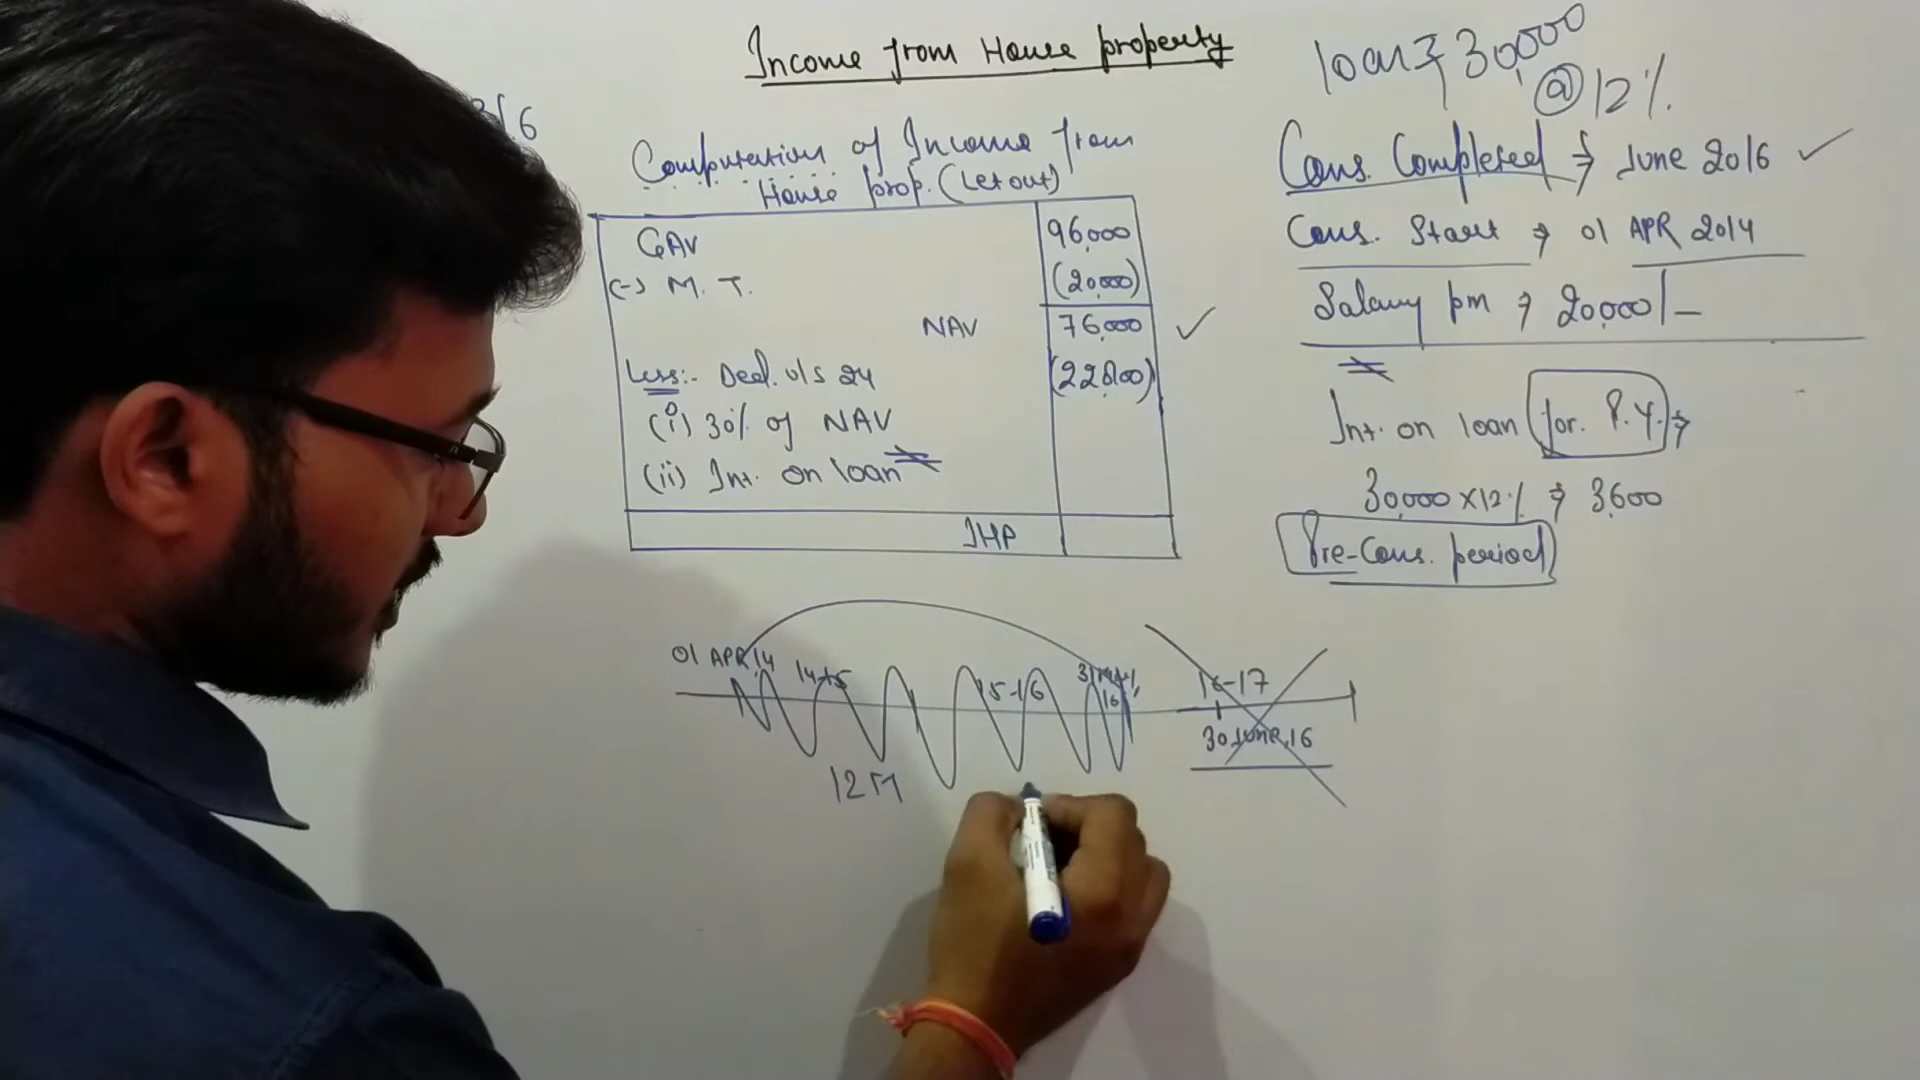 Income from House property
loan ₹ 30,000
@12%
6
Computation of Income from
House prop. (Let out)
GAV 96,000
(-) M. T. (20,000)
NAV 76,000
Less:- Ded. u/s 24 (22,800)
(i) 30% of NAV
(ii) Int. on loan
IHP
Cons. Completed → June 2016 ✓
Cons. Start → 01 APR 2014
Salary pm → 20,000/-
Int. on loan for. P.Y. →
30,000 x 12% → 3,600
Pre-Cons. period
01 APR,14 14-15 15-16 31 16 16-17
30 June,16
12 M